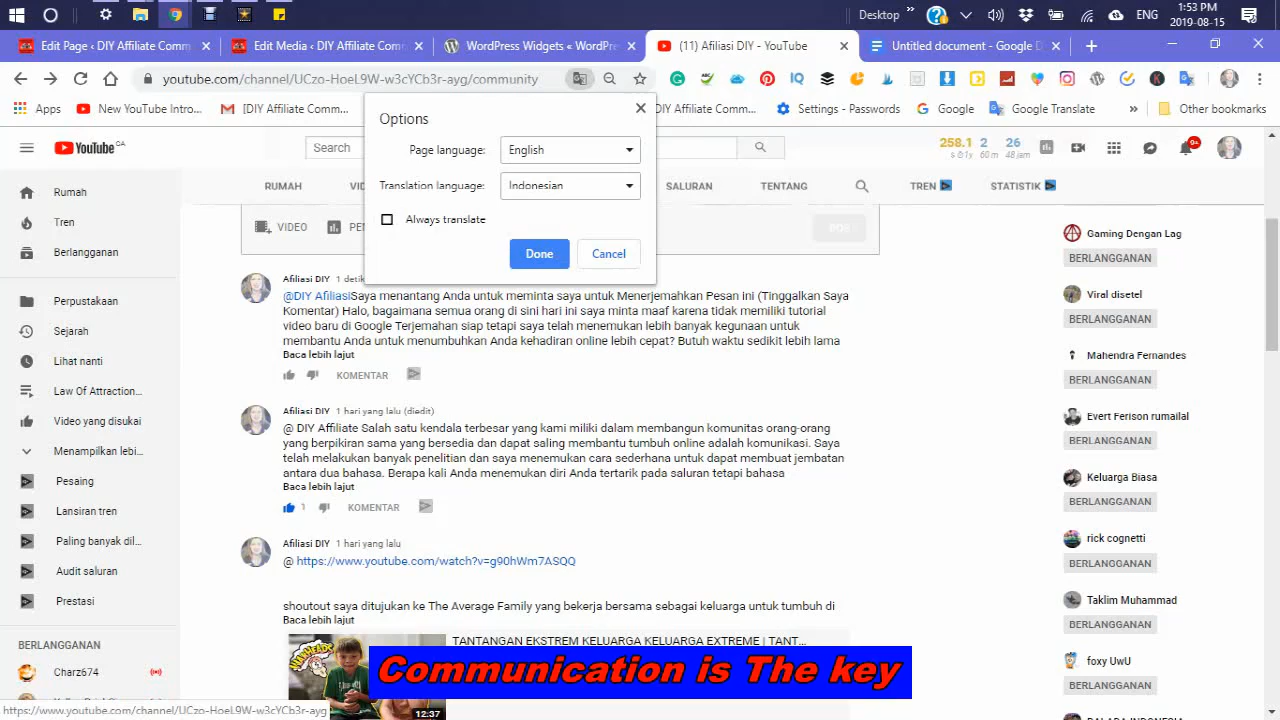 Desktop
ENG
1:53 PM
2019-08-15
Edit Page ‹ DIY Affiliate Comm
Edit Media ‹ DIY Affiliate Comm
WordPress Widgets « WordPre
(11) Afiliasi DIY - YouTube
Untitled document - Google D
youtube.com/channel/UCzo-HoeL9W-w3cYCb3r-ayg/community
Apps
New YouTube Intro...
[DIY Affiliate Comm...
DIY Affiliate Comm...
Settings - Passwords
Google
Google Translate
Other bookmarks
Options
Page language:
English
Translation language:
Indonesian
Always translate
Done
Cancel
YouTube CA
Search
258.1
2
26
$ 1y
60 m
48 jam
9+
RUMAH
VID
SALURAN
TENTANG
TREN
STATISTIK
Rumah
Tren
Berlangganan
Perpustakaan
Sejarah
Lihat nanti
Law Of Attraction...
Video yang disukai
Menampilkan lebi...
Pesaing
Lansiran tren
Paling banyak dil...
Audit saluran
Prestasi
BERLANGGANAN
Charz674
VIDEO
PE
POS
Afiliasi DIY 1 detik
@DIY AfiliasiSaya menantang Anda untuk meminta saya untuk Menerjemahkan Pesan ini (Tinggalkan Saya
Komentar) Halo, bagaimana semua orang di sini hari ini saya minta maaf karena tidak memiliki tutorial
video baru di Google Terjemahan siap tetapi saya telah menemukan lebih banyak kegunaan untuk
membantu Anda untuk menumbuhkan Anda kehadiran online lebih cepat? Butuh waktu sedikit lebih lama
Baca lebih lajut
KOMENTAR
Afiliasi DIY 1 hari yang lalu (diedit)
@ DIY Affiliate Salah satu kendala terbesar yang kami miliki dalam membangun komunitas orang-orang
yang berpikiran sama yang bersedia dan dapat saling membantu tumbuh online adalah komunikasi. Saya
telah melakukan banyak penelitian dan saya menemukan cara sederhana untuk dapat membuat jembatan
antara dua bahasa. Berapa kali Anda menemukan diri Anda tertarik pada saluran tetapi bahasa
Baca lebih lajut
1
KOMENTAR
Afiliasi DIY 1 hari yang lalu
@ https://www.youtube.com/watch?v=g90hWm7ASQQ
shoutout saya ditujukan ke The Average Family yang bekerja bersama sebagai keluarga untuk tumbuh di
Baca lebih lajut
TANTANGAN EKSTREM KELUARGA KELUARGA EXTREME | TANT...
WARHEADS
12:37
Communication is The key
Gaming Dengan Lag
BERLANGGANAN
Viral disetel
BERLANGGANAN
Mahendra Fernandes
BERLANGGANAN
Evert Ferison rumailal
BERLANGGANAN
Keluarga Biasa
BERLANGGANAN
rick cognetti
BERLANGGANAN
Taklim Muhammad
BERLANGGANAN
foxy UwU
BERLANGGANAN
https://www.youtube.com/channel/UCzo-HoeL9W-w3cYCb3r-ayg